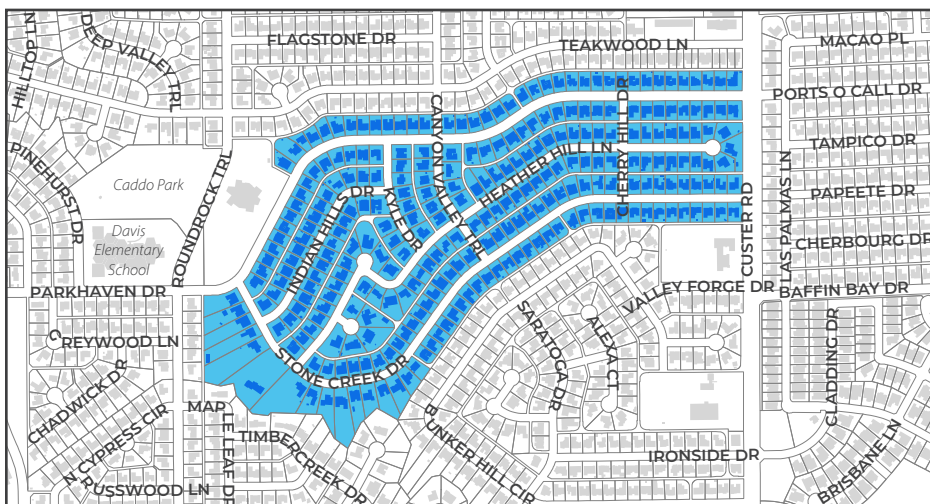 HILLTOP LN
DEEP VALLEY TRL
FLAGSTONE DR
TEAKWOOD LN
MACAO PL
PORTS O CALL DR
CANYON VALLEY TRL
CHERRY HILL DR
TAMPICO DR
PINEHURST DR
Caddo Park
ROUNDROCK TRL
HEATHER HILL LN
LAS PALMAS LN
PAPEETE DR
INDIAN HILLS DR
KYLE DR
CUSTER RD
Davis
Elementary
School
CHERBOURG DR
PARKHAVEN DR
VALLEY FORGE DR
BAFFIN BAY DR
GREYWOOD LN
SARATOGA DR
ALEXA CT
CLADDING DR
STONE CREEK DR
CHADWICK DR
N CYPRESS CIR
MAPLE LEAF DR
TIMBERCREEK DR
BUNKER HILL CIR
IRONSIDE DR
BRISBANE LN
RUSSWOOD LN